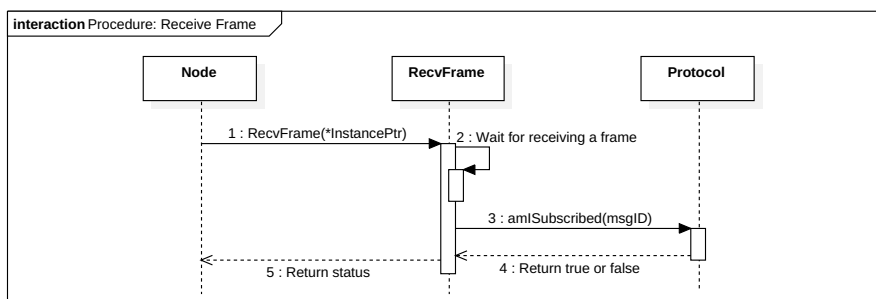 interaction Procedure: Receive Frame
Node
RecvFrame
Protocol
1 : RecvFrame(*InstancePtr)
2 : Wait for receiving a frame
3 : amISubscribed(msgID)
4 : Return true or false
5 : Return status